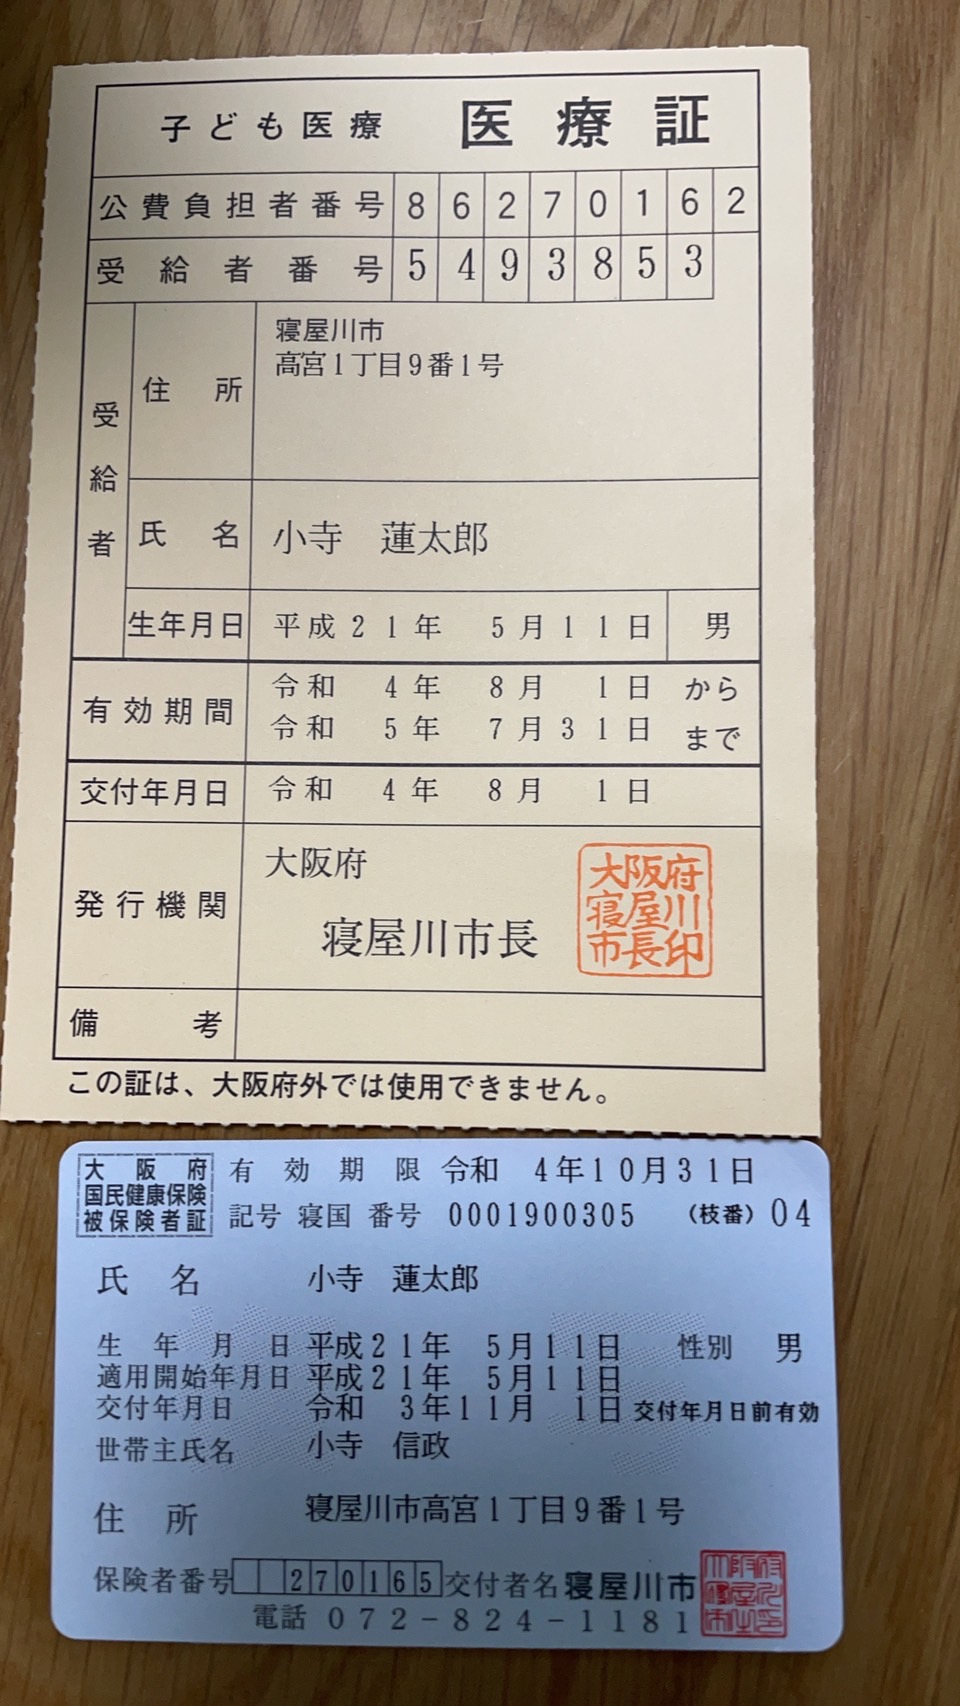 子ども医療 医療証
公費負担者番号 86270162
受給者番号 5493853
受給者
住所 寝屋川市
高宮1丁目9番1号
氏名 小寺 蓮太郎
生年月日 平成21年 5月11日 男
有効期間 令和 4年 8月 1日 から
令和 5年 7月31日 まで
交付年月日 令和 4年 8月 1日
発行機関 大阪府
寝屋川市長
大阪府
寝屋川
市長印
備考
この証は、大阪府外では使用できません。
大阪府
国民健康保険
被保険者証
有効期限 令和 4年10月31日
記号 寝国 番号 0001900305 (枝番) 04
氏名 小寺 蓮太郎
生年月日 平成21年 5月11日 性別 男
適用開始年月日 平成21年 5月11日
交付年月日 令和 3年11月 1日 交付年月日前有効
世帯主氏名 小寺 信政
住所 寝屋川市高宮1丁目9番1号
保険者番号 270165 交付者名 寝屋川市
電話 072-824-1181